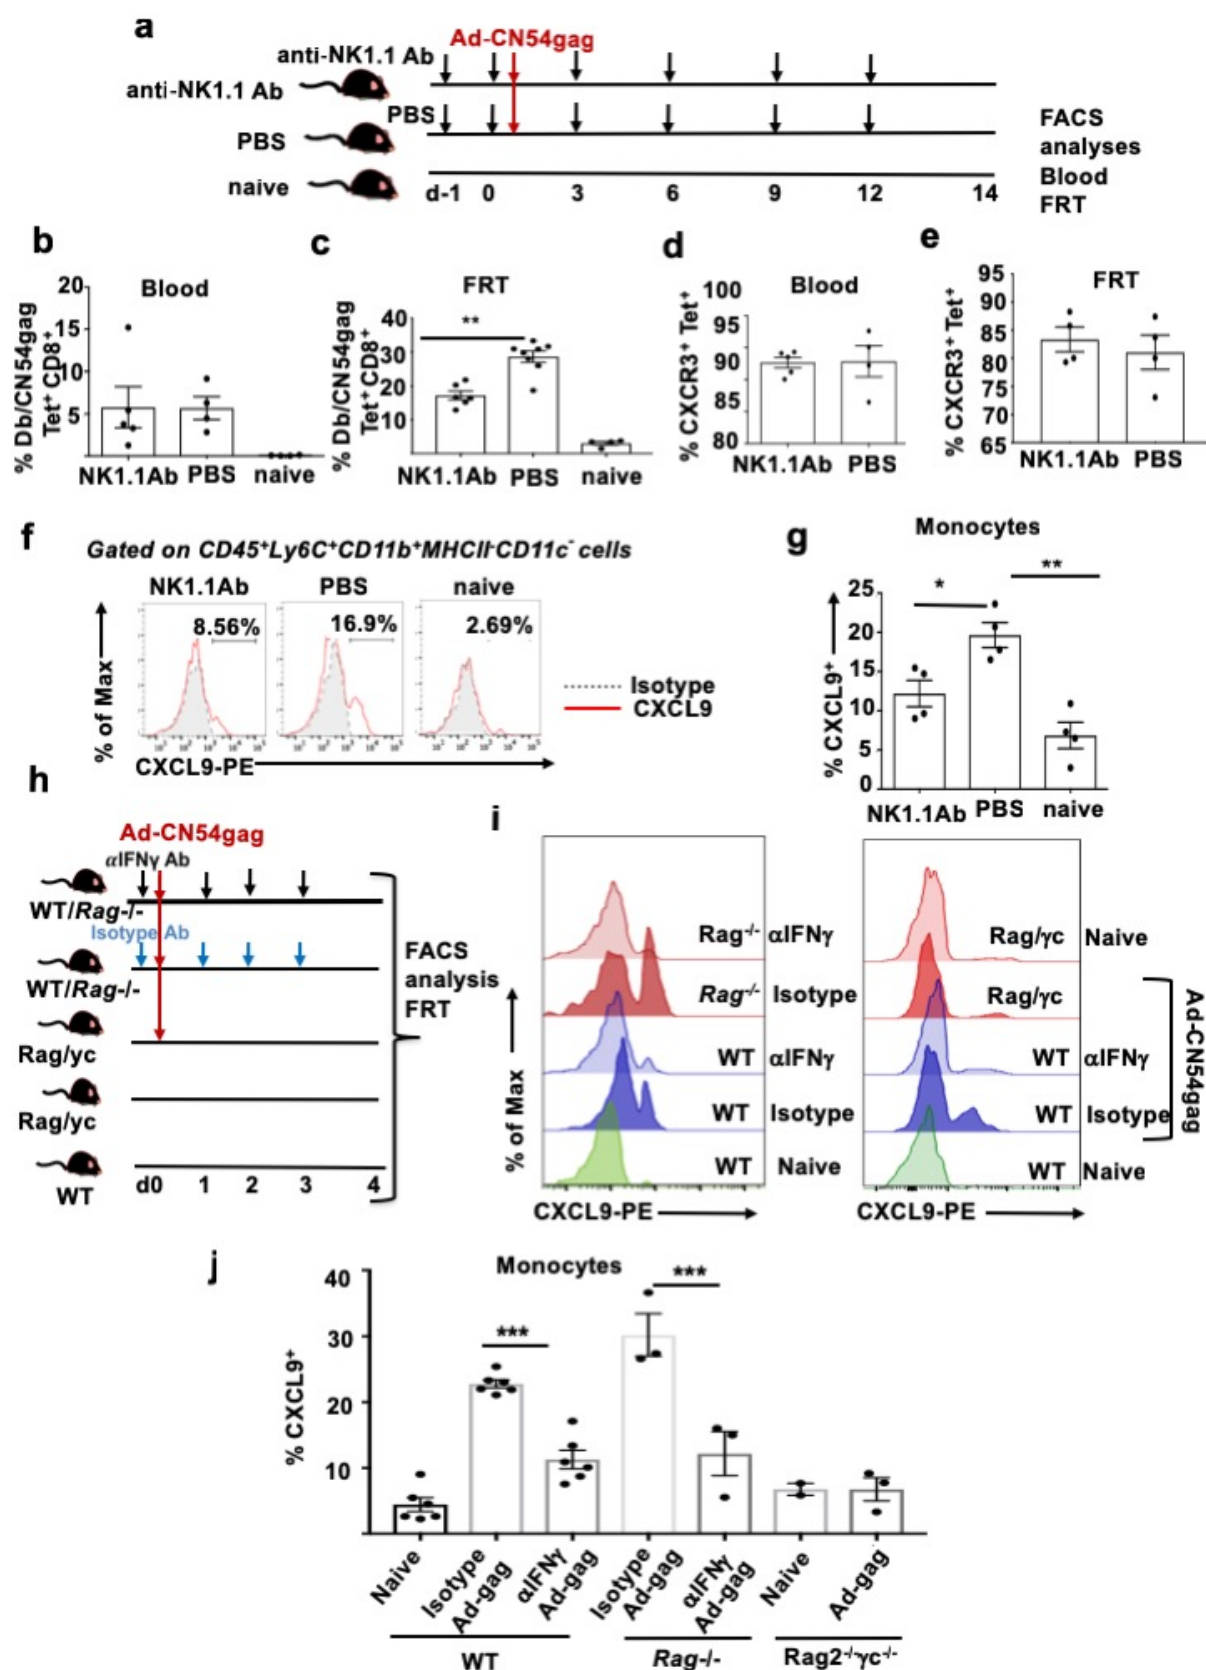 a
Ad-CN54gag
anti-NK1.1 Ab
anti-NK1.1 Ab
PBS
PBS
naive
d-1 0 3 6 9 12 14
FACS
analyses
Blood
FRT
b
Blood
% Db/CN54gag
Tet⁺ CD8⁺
20
15
10
5
NK1.1Ab PBS naive
c
FRT
**
% Db/CN54gag
Tet⁺ CD8⁺
40
30
20
10
NK1.1Ab PBS naive
d
Blood
% CXCR3⁺ Tet⁺
100
95
90
85
80
NK1.1Ab PBS
e
FRT
% CXCR3⁺ Tet⁺
95
90
85
80
75
70
65
NK1.1Ab PBS
f
Gated on CD45⁺Ly6C⁺CD11b⁺MHCII⁻CD11c⁻ cells
NK1.1Ab PBS naive
8.56% 16.9% 2.69%
% of Max
Isotype
CXCL9
CXCL9-PE
g
Monocytes
* **
% CXCL9⁺
25
20
15
10
5
0
NK1.1Ab PBS naive
h
Ad-CN54gag
αIFNγ Ab
WT/Rag-/-
Isotype Ab
WT/Rag-/-
Rag/yc
Rag/yc
WT
d0 1 2 3 4
FACS
analysis
FRT
i
Rag⁻/⁻ αIFNγ
Rag⁻/⁻ Isotype
WT αIFNγ
WT Isotype
WT Naive
% of Max
CXCL9-PE
Rag/γc Naive
Rag/γc
WT αIFNγ
WT Isotype
WT Naive
Ad-CN54gag
CXCL9-PE
j
Monocytes
*** ***
% CXCL9⁺
40
30
20
10
Naive
Isotype
Ad-gag
αIFNγ
Ad-gag
Isotype
Ad-gag
αIFNγ
Ad-gag
Naive
Ad-gag
WT Rag-/- Rag2⁻/⁻γc⁻/⁻